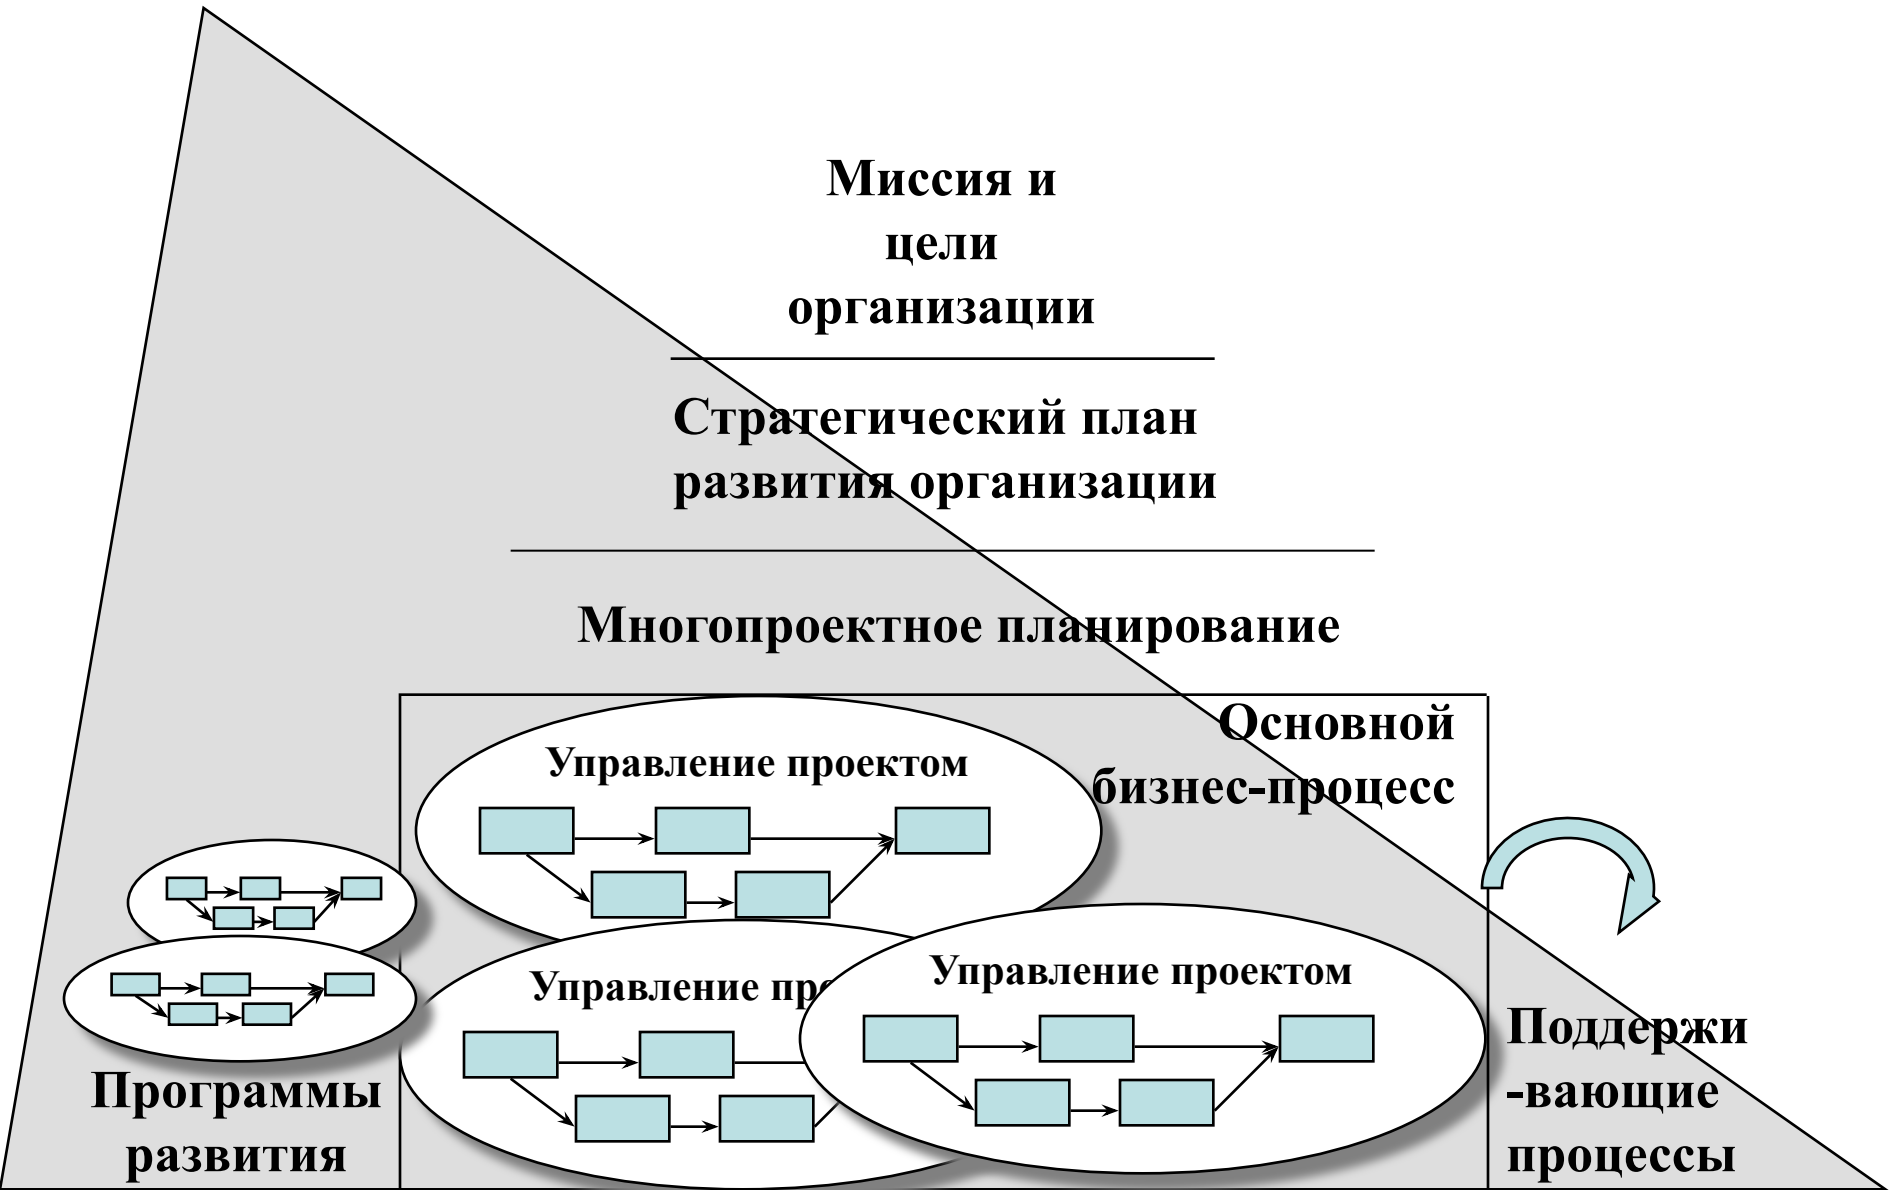 Миссия и
цели
организации
Стратегический план
развития организации
Многопроектное планирование
Основной
бизнес-процесс
Управление проектом
Управление про
Управление проектом
Программы
развития
Поддержи
-вающие
процессы